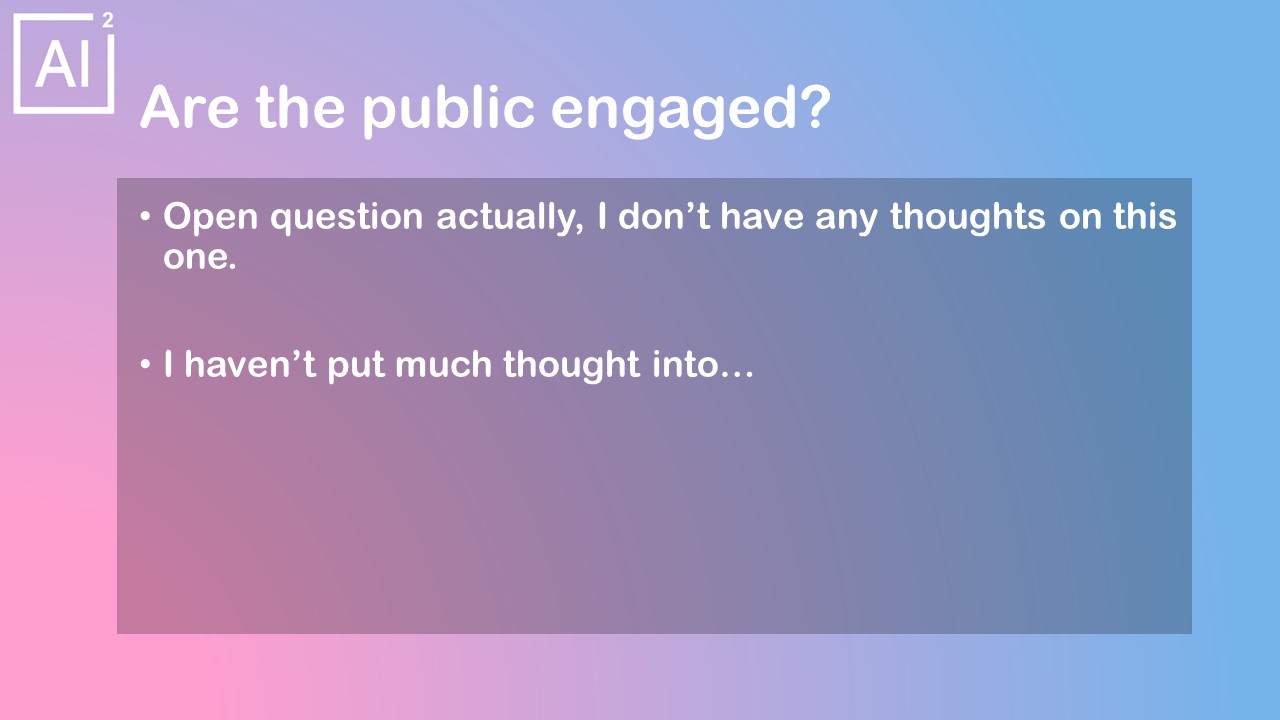 2
AI
Are the public engaged?
• Open question actually, I don’t have any thoughts on this
one.
• I haven’t put much thought into…